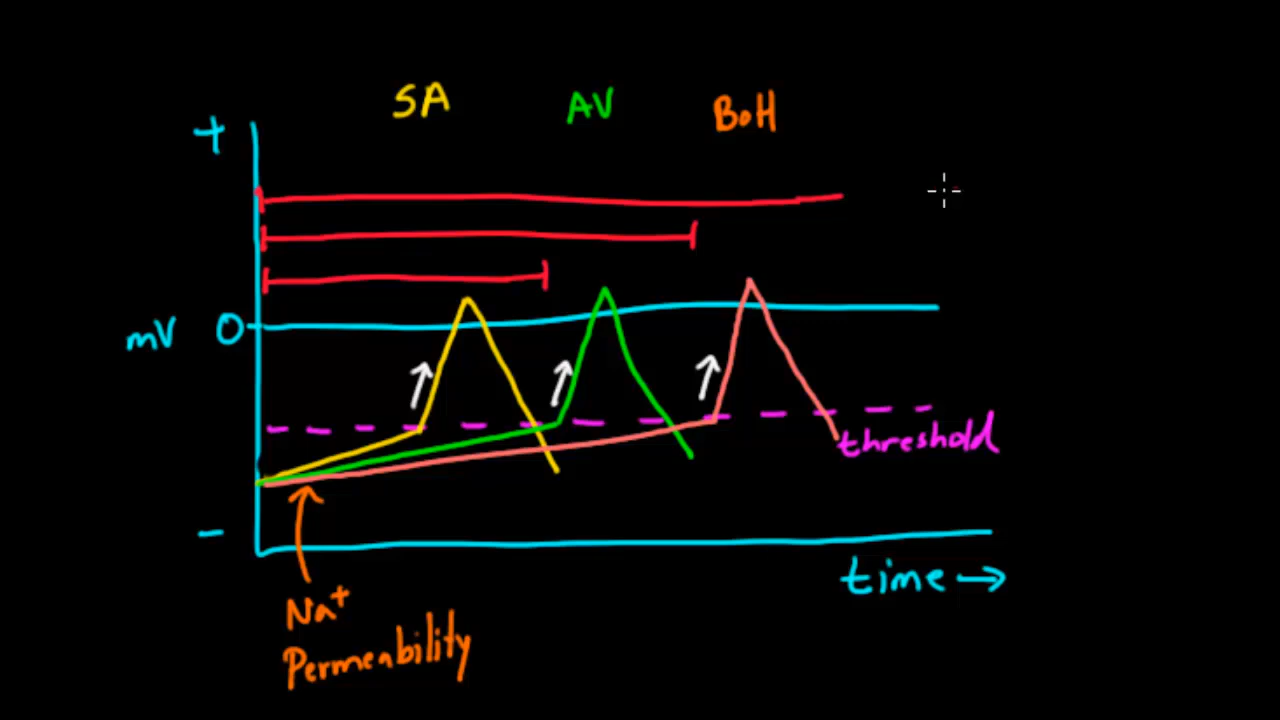 SA AV BoH
+
mV 0
threshold
-
time →
Na+
Permeability